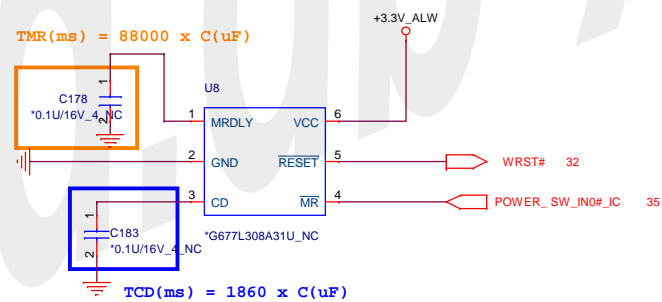 +3.3V_ALW
TMR(ms) = 88000 x C(uF)
U8
1
C178
*0.1U/16V_4_NC
2
1 MRDLY VCC 6
2 GND RESET 5 WRST# 32
3 CD MR 4 POWER_SW_IN0#_IC 35
1
C183
*0.1U/16V_4_NC
2
*G677L308A31U_NC
TCD(ms) = 1860 x C(uF)